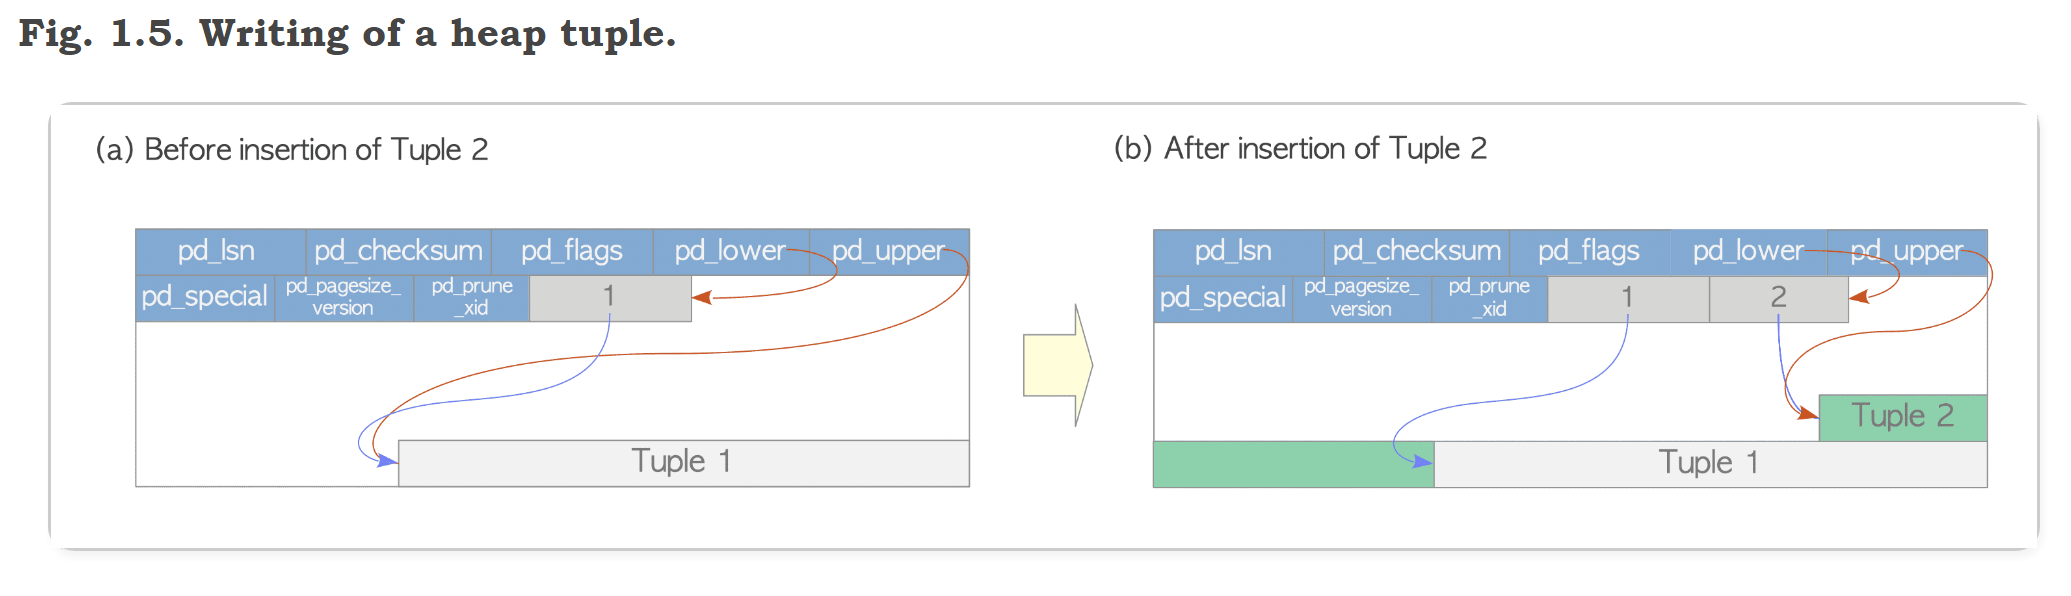 Fig. 1.5. Writing of a heap tuple.
(a) Before insertion of Tuple 2
pd_lsn pd_checksum pd_flags pd_lower pd_upper
pd_special pd_pagesize_ version pd_prune _xid 1
Tuple 1
(b) After insertion of Tuple 2
pd_lsn pd_checksum pd_flags pd_lower pd_upper
pd_special pd_pagesize_ version pd_prune _xid 1 2
Tuple 2
Tuple 1